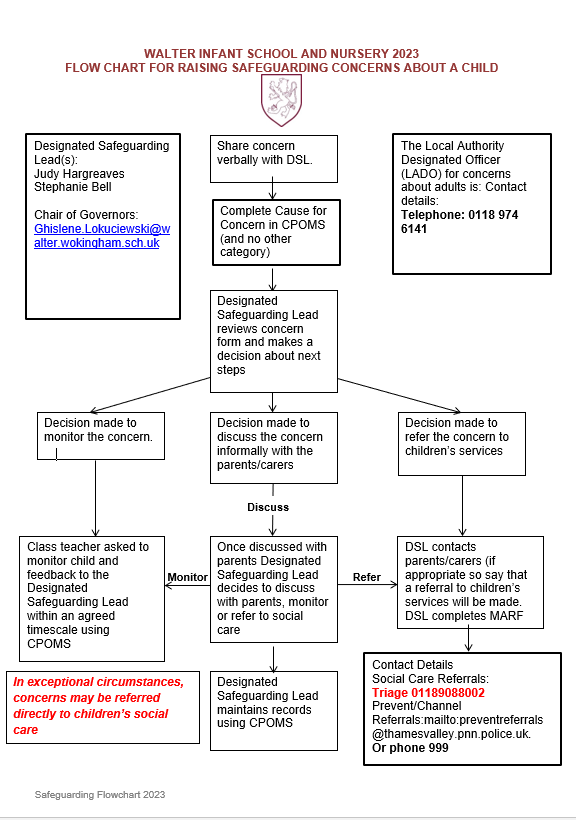 WALTER INFANT SCHOOL AND NURSERY 2023
FLOW CHART FOR RAISING SAFEGUARDING CONCERNS ABOUT A CHILD
Designated Safeguarding
Lead(s):
Judy Hargreaves
Stephanie Bell
Chair of Governors:
Ghislene.Lokuciewski@w
alter.wokingham.sch.uk
Share concern
verbally with DSL.
The Local Authority
Designated Officer
(LADO) for concerns
about adults is: Contact
details:
Telephone: 0118 974
6141
Complete Cause for
Concern in CPOMS
(and no other
category)
Designated
Safeguarding Lead
reviews concern
form and makes a
decision about next
steps
Decision made to
monitor the concern.
Decision made to
discuss the concern
informally with the
parents/carers
Decision made to
refer the concern to
children’s services
Discuss
Class teacher asked to
monitor child and
feedback to the
Designated
Safeguarding Lead
within an agreed
timescale using
CPOMS
Monitor
Once discussed with
parents Designated
Safeguarding Lead
decides to discuss
with parents, monitor
or refer to social
care
Refer
DSL contacts
parents/carers (if
appropriate so say that
a referral to children’s
services will be made.
DSL completes MARF
In exceptional circumstances,
concerns may be referred
directly to children’s social
care
Designated
Safeguarding Lead
maintains records
using CPOMS
Contact Details
Social Care Referrals:
Triage 01189088002
Prevent/Channel
Referrals:mailto:preventreferrals
@thamesvalley.pnn.police.uk.
Or phone 999
Safeguarding Flowchart 2023